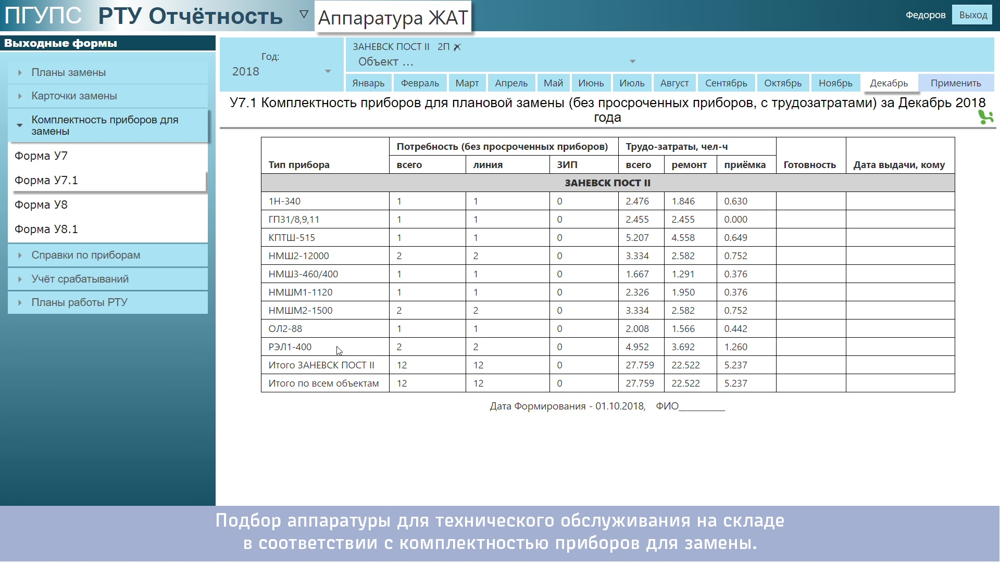 ПГУПС РТУ Отчётность ▽ Аппаратура ЖАТ Федоров Выход
Выходные формы
Планы замены
Карточки замены
Комплектность приборов для
замены
Форма У7
Форма У7.1
Форма У8
Форма У8.1
Справки по приборам
Учёт срабатываний
Планы работы РТУ
Год:
2018
ЗАНЕВСК ПОСТ II 2П
Объект ...
Январь Февраль Март Апрель Май Июнь Июль Август Сентябрь Октябрь Ноябрь Декабрь Применить
У7.1 Комплектность приборов для плановой замены (без просроченных приборов, с трудозатратами) за Декабрь 2018
года
Потребность (без просроченных приборов) Трудо-затраты, чел-ч
Тип прибора всего линия ЗИП всего ремонт приёмка Готовность Дата выдачи, кому
ЗАНЕВСК ПОСТ II
1Н-340 1 1 0 2.476 1.846 0.630
ГП31/8,9,11 1 1 0 2.455 2.455 0.000
КПТШ-515 1 1 0 5.207 4.558 0.649
НМШ2-12000 2 2 0 3.334 2.582 0.752
НМШ3-460/400 1 1 0 1.667 1.291 0.376
НМШМ1-1120 1 1 0 2.326 1.950 0.376
НМШМ2-1500 2 2 0 3.334 2.582 0.752
ОЛ2-88 1 1 0 2.008 1.566 0.442
РЭЛ1-400 2 2 0 4.952 3.692 1.260
Итого ЗАНЕВСК ПОСТ II 12 12 0 27.759 22.522 5.237
Итого по всем объектам 12 12 0 27.759 22.522 5.237
Дата Формирования - 01.10.2018, ФИО__________
Подбор аппаратуры для технического обслуживания на складе
в соответствии с комплектностью приборов для замены.